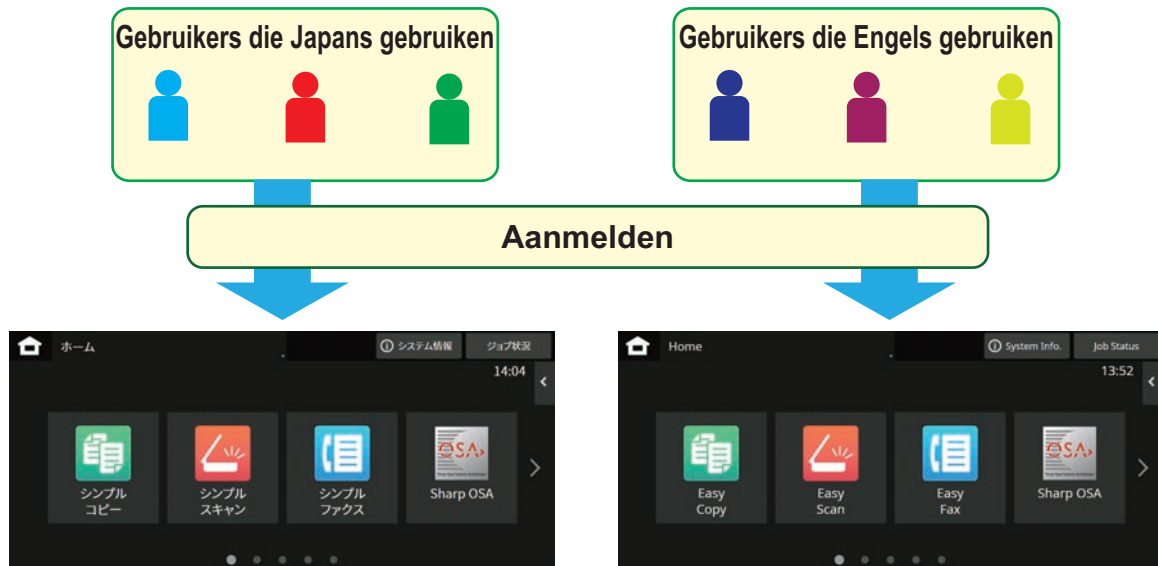 Gebruikers die Japans gebruiken
Gebruikers die Engels gebruiken
Aanmelden
ホーム
システム情報
ジョブ状況
14:04
シンプル
コピー
シンプル
スキャン
シンプル
ファクス
OSA
Sharp OSA
Home
System Info.
Job Status
13:52
Easy
Copy
Easy
Scan
Easy
Fax
OSA
Sharp OSA